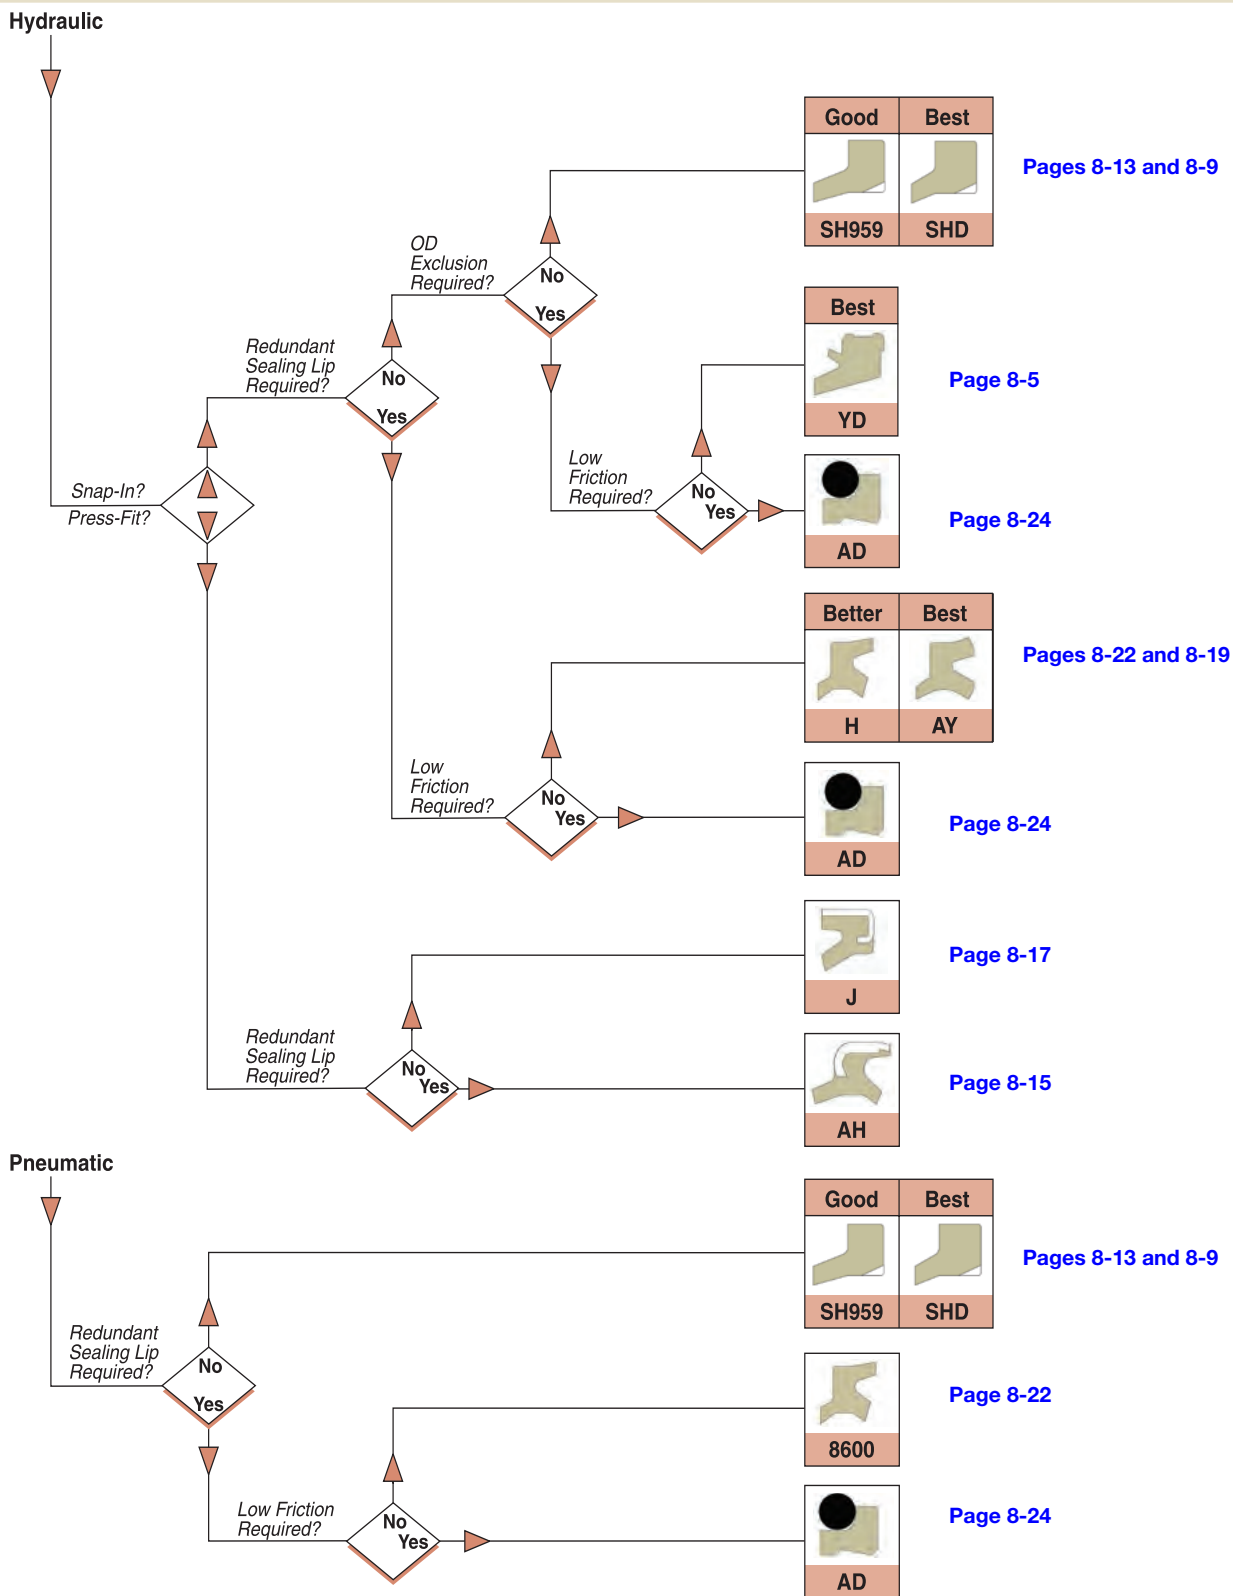 Hydraulic
Good
Best
SH959
SHD
Pages 8-13 and 8-9
OD
Exclusion
Required?
No
Yes
Best
YD
Page 8-5
Redundant
Sealing Lip
Required?
No
Yes
Low
Friction
Required?
No
Yes
AD
Page 8-24
Snap-In?
Press-Fit?
Better
Best
H
AY
Pages 8-22 and 8-19
Low
Friction
Required?
No
Yes
AD
Page 8-24
J
Page 8-17
Redundant
Sealing Lip
Required?
No
Yes
AH
Page 8-15
Pneumatic
Good
Best
SH959
SHD
Pages 8-13 and 8-9
Redundant
Sealing Lip
Required?
No
Yes
8600
Page 8-22
Low Friction
Required?
No
Yes
AD
Page 8-24